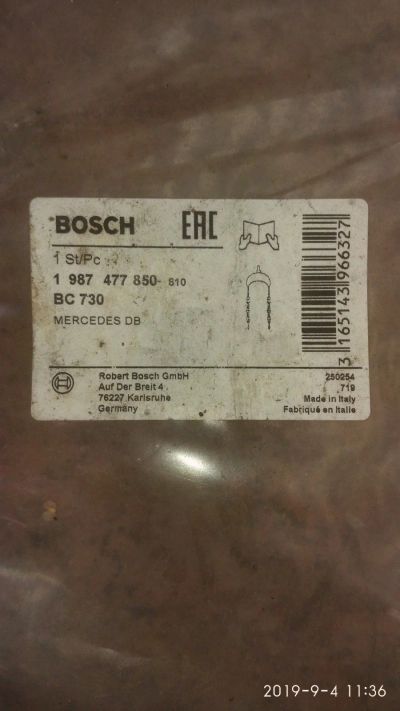 BOSCH
EAC
1 St/Pc
1 987 477 850- 810
BC 730
MERCEDES DB
3 165143 966327
Robert Bosch GmbH
Auf Der Breit 4
76227 Karlsruhe
Germany
250254
719
Made in Italy
Fabriqué en Italie
2019-9-4 11:36